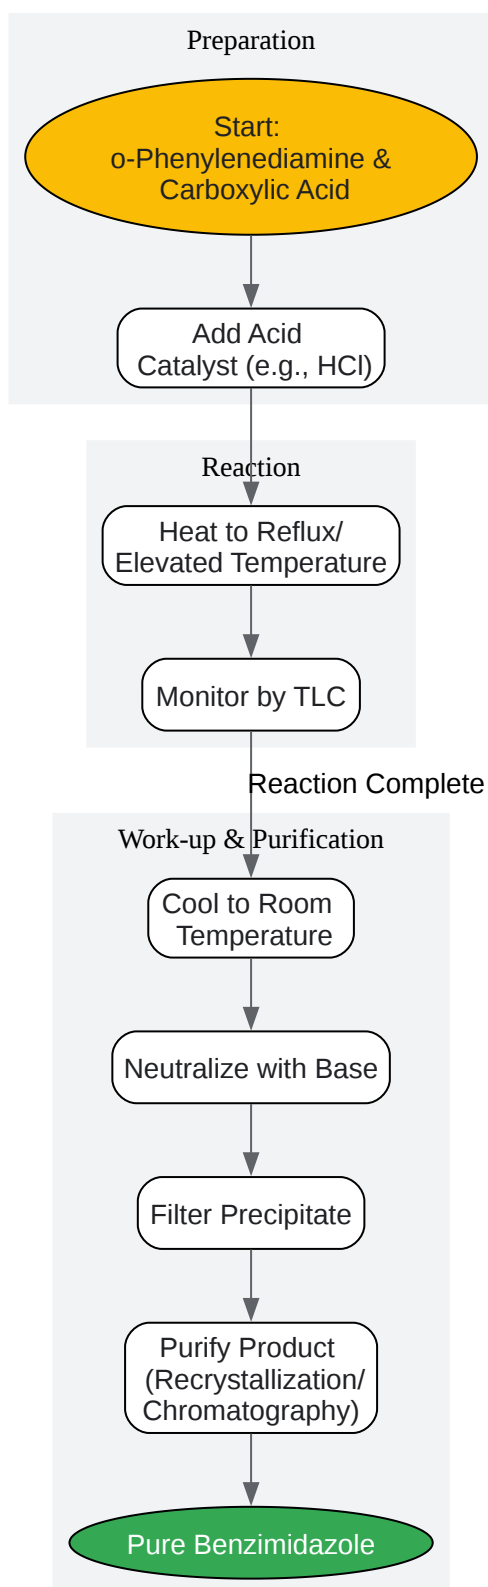 Preparation
Start:
o-Phenylenediamine &
Carboxylic Acid
Add Acid
Catalyst (e.g., HCl)
Reaction
Heat to Reflux/
Elevated Temperature
Monitor by TLC
Reaction Complete
Work-up & Purification
Cool to Room
Temperature
Neutralize with Base
Filter Precipitate
Purify Product
(Recrystallization/
Chromatography)
Pure Benzimidazole